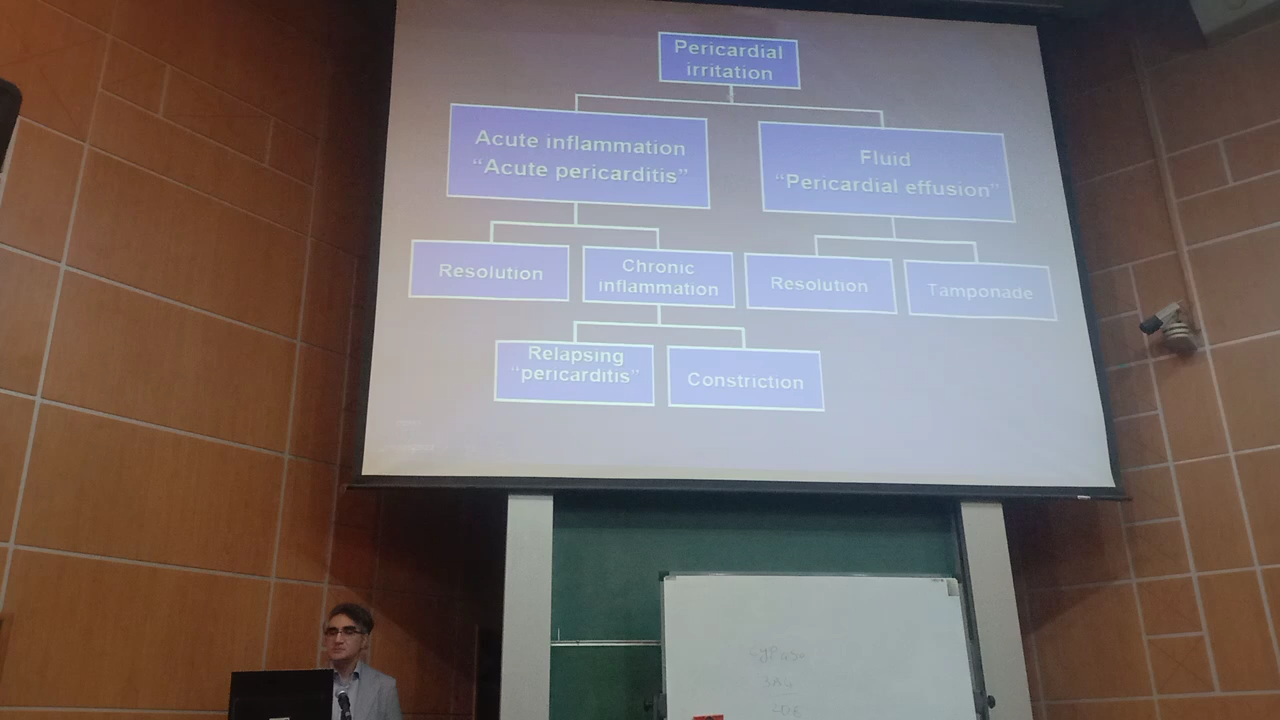 Pericardial
irritation
Acute inflammation
“Acute pericarditis”
Fluid
“Pericardial effusion”
Resolution
Chronic
inflammation
Resolution
Tamponade
Relapsing
“pericarditis”
Constriction